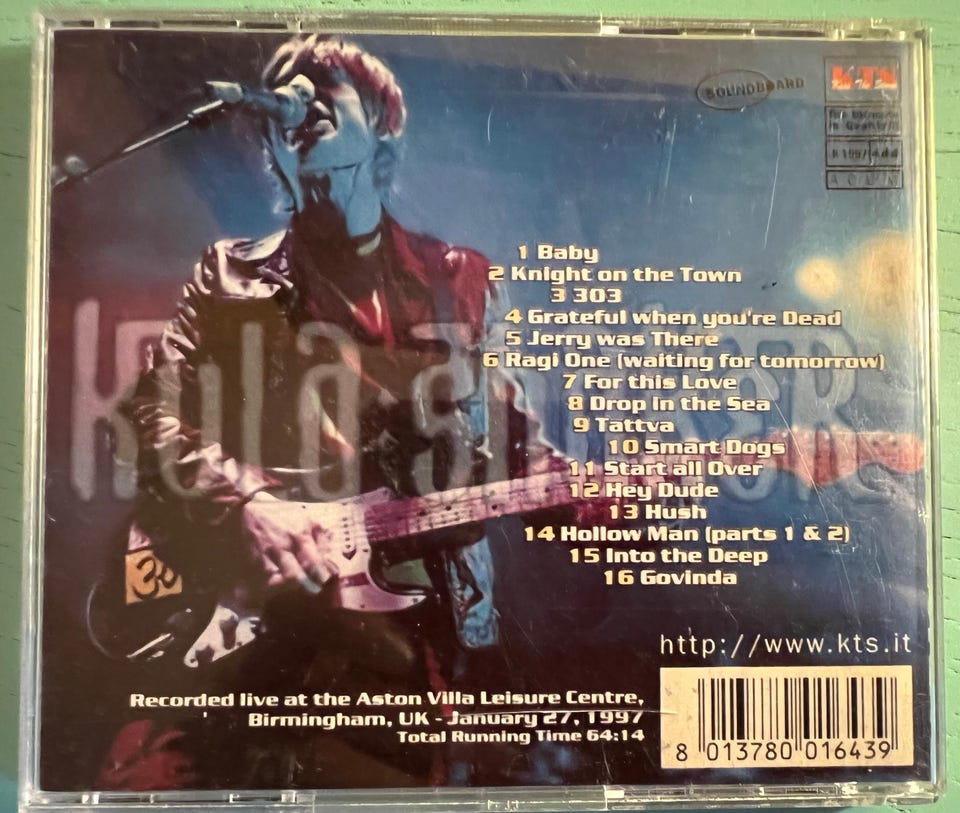 SOUNDBOARD
KTS
1 Baby
2 Knight on the Town
3 303
4 Grateful when you're Dead
5 Jerry was There
6 Ragi One (waiting for tomorrow)
7 For this Love
8 Drop in the Sea
9 Tattva
10 Smart Dogs
11 Start all Over
12 Hey Dude
13 Hush
14 Hollow Man (parts 1 & 2)
15 Into the Deep
16 Govinda
KULA SHAKER
http://www.kts.it
Recorded live at the Aston Villa Leisure Centre,
Birmingham, UK - January 27, 1997
Total Running Time 64:14
8 013780 016439
ॐ